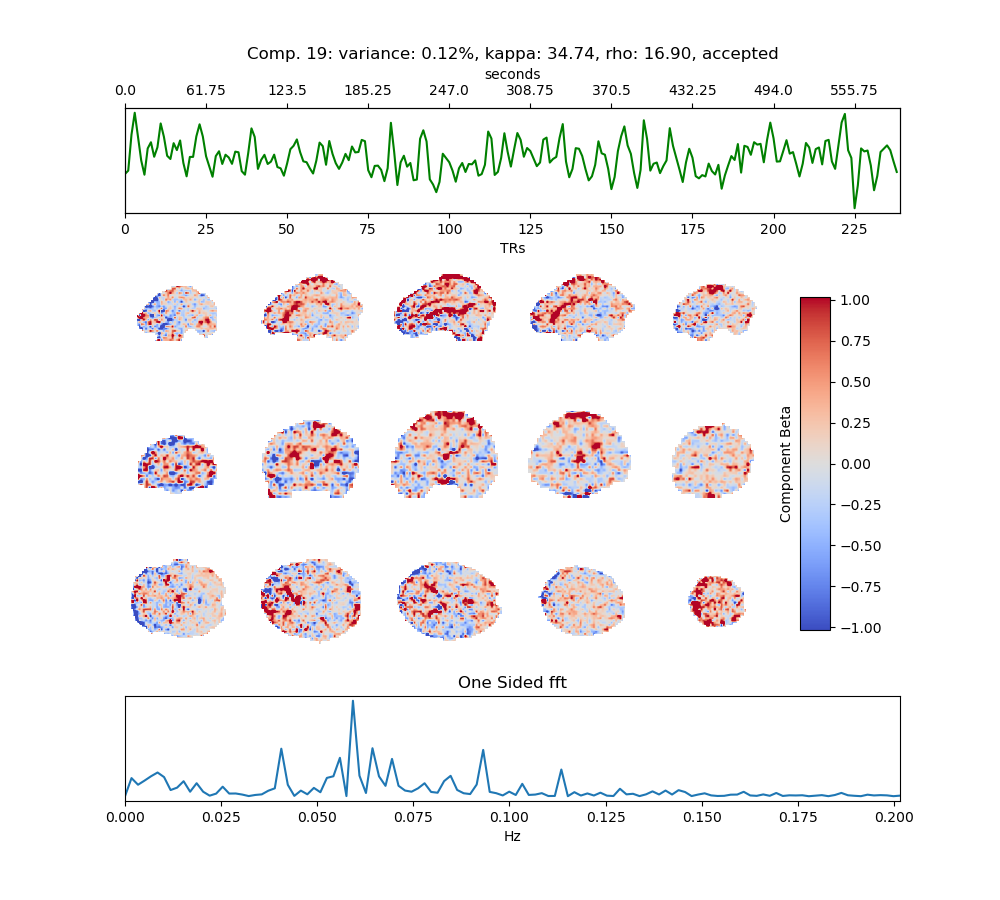 Comp. 19: variance: 0.12%, kappa: 34.74, rho: 16.90, accepted
seconds
0.0 61.75 123.5 185.25 247.0 308.75 370.5 432.25 494.0 555.75
0 25 50 75 100 125 150 175 200 225
TRs
1.00
0.75
0.50
0.25
0.00
−0.25
−0.50
−0.75
−1.00
Component Beta
One Sided fft
0.000 0.025 0.050 0.075 0.100 0.125 0.150 0.175 0.200
Hz